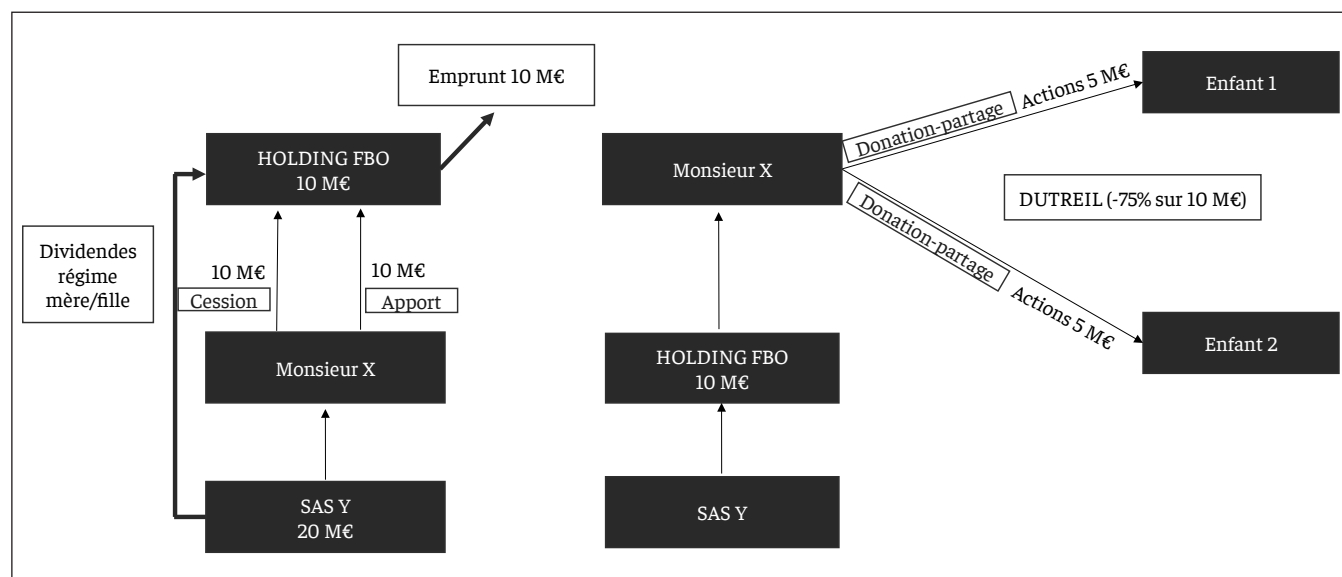 Emprunt 10 M€
HOLDING FBO
10 M€
Dividendes
régime
mère/fille
10 M€
Cession
10 M€
Apport
Monsieur X
SAS Y
20 M€
Monsieur X
Donation-partage
Actions 5 M€
Enfant 1
DUTREIL (-75% sur 10 M€)
Donation-partage
Actions 5 M€
Enfant 2
HOLDING FBO
10 M€
SAS Y